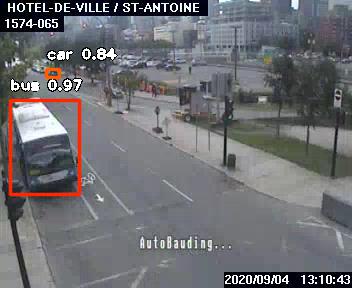 HOTEL-DE-VILLE / ST-ANTOINE
1574-065
car 0.84
bus 0.97
AutoBauding...
2020/09/04 13:10:43